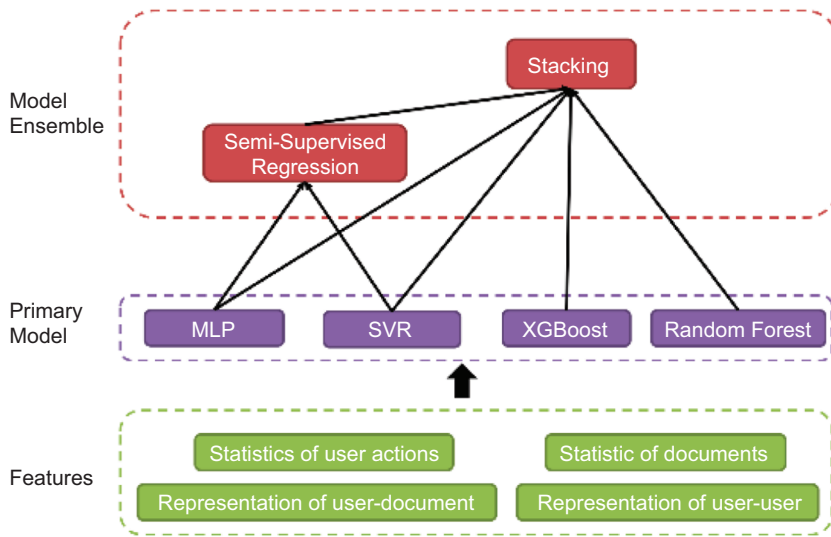 Stacking
Model
Ensemble
Semi-Supervised
Regression
Primary
Model
MLP
SVR
XGBoost
Random Forest
Features
Statistics of user actions
Statistic of documents
Representation of user-document
Representation of user-user